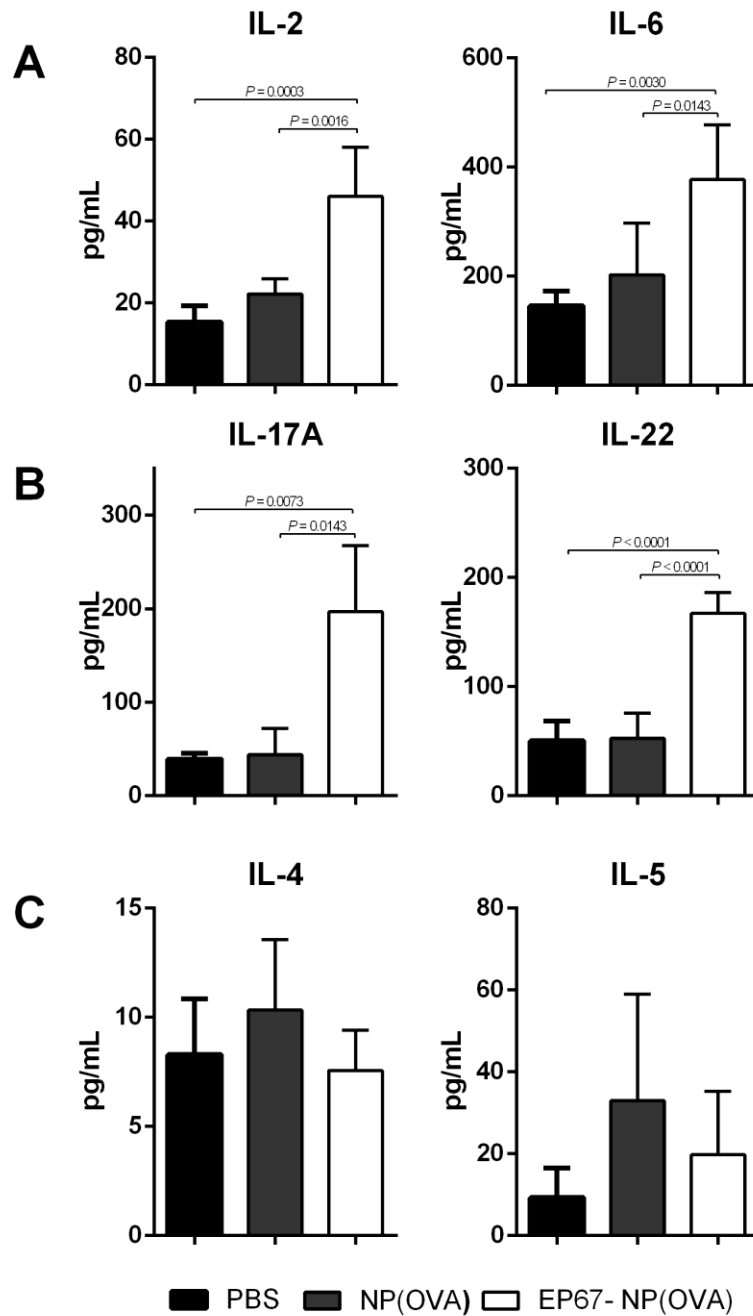 A
IL-2
80
60
40
20
0
pg/mL
P = 0.0003
P = 0.0016
IL-6
600
400
200
0
pg/mL
P = 0.0030
P = 0.0143
B
IL-17A
300
200
100
0
pg/mL
P = 0.0073
P = 0.0143
IL-22
300
200
100
0
pg/mL
P < 0.0001
P < 0.0001
C
IL-4
15
10
5
0
pg/mL
IL-5
80
60
40
20
0
pg/mL
PBS NP(OVA) EP67- NP(OVA)